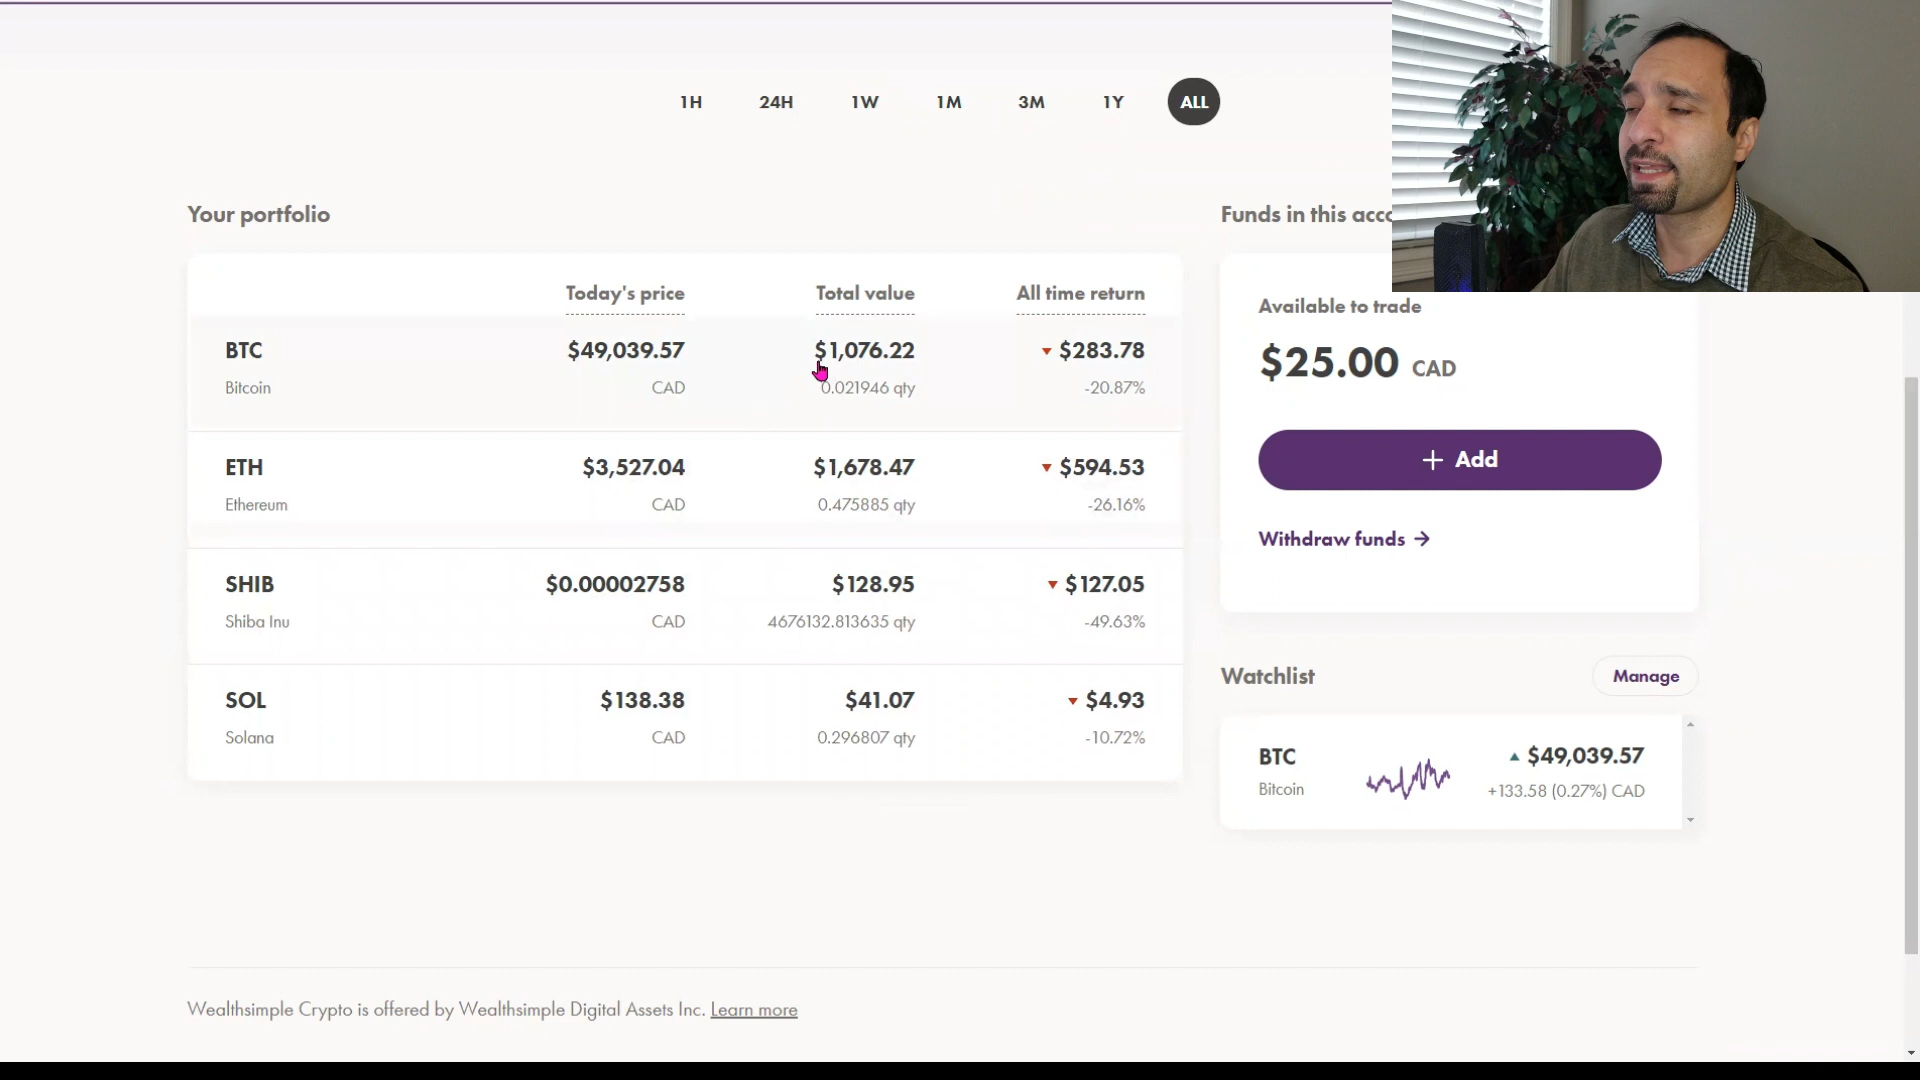 1H 24H 1W 1M 3M 1Y ALL
Your portfolio
Today's price Total value All time return
BTC $49,039.57 $1,076.22 $283.78
Bitcoin CAD 0.021946 qty -20.87%
ETH $3,527.04 $1,678.47 $594.53
Ethereum CAD 0.475885 qty -26.16%
SHIB $0.00002758 $128.95 $127.05
Shiba Inu CAD 4676132.813635 qty -49.63%
SOL $138.38 $41.07 $4.93
Solana CAD 0.296807 qty -10.72%
Funds in this
Available to trade
$25.00 CAD
+ Add
Withdraw funds →
Watchlist Manage
BTC $49,039.57
Bitcoin +133.58 (0.27%) CAD
Wealthsimple Crypto is offered by Wealthsimple Digital Assets Inc. Learn more